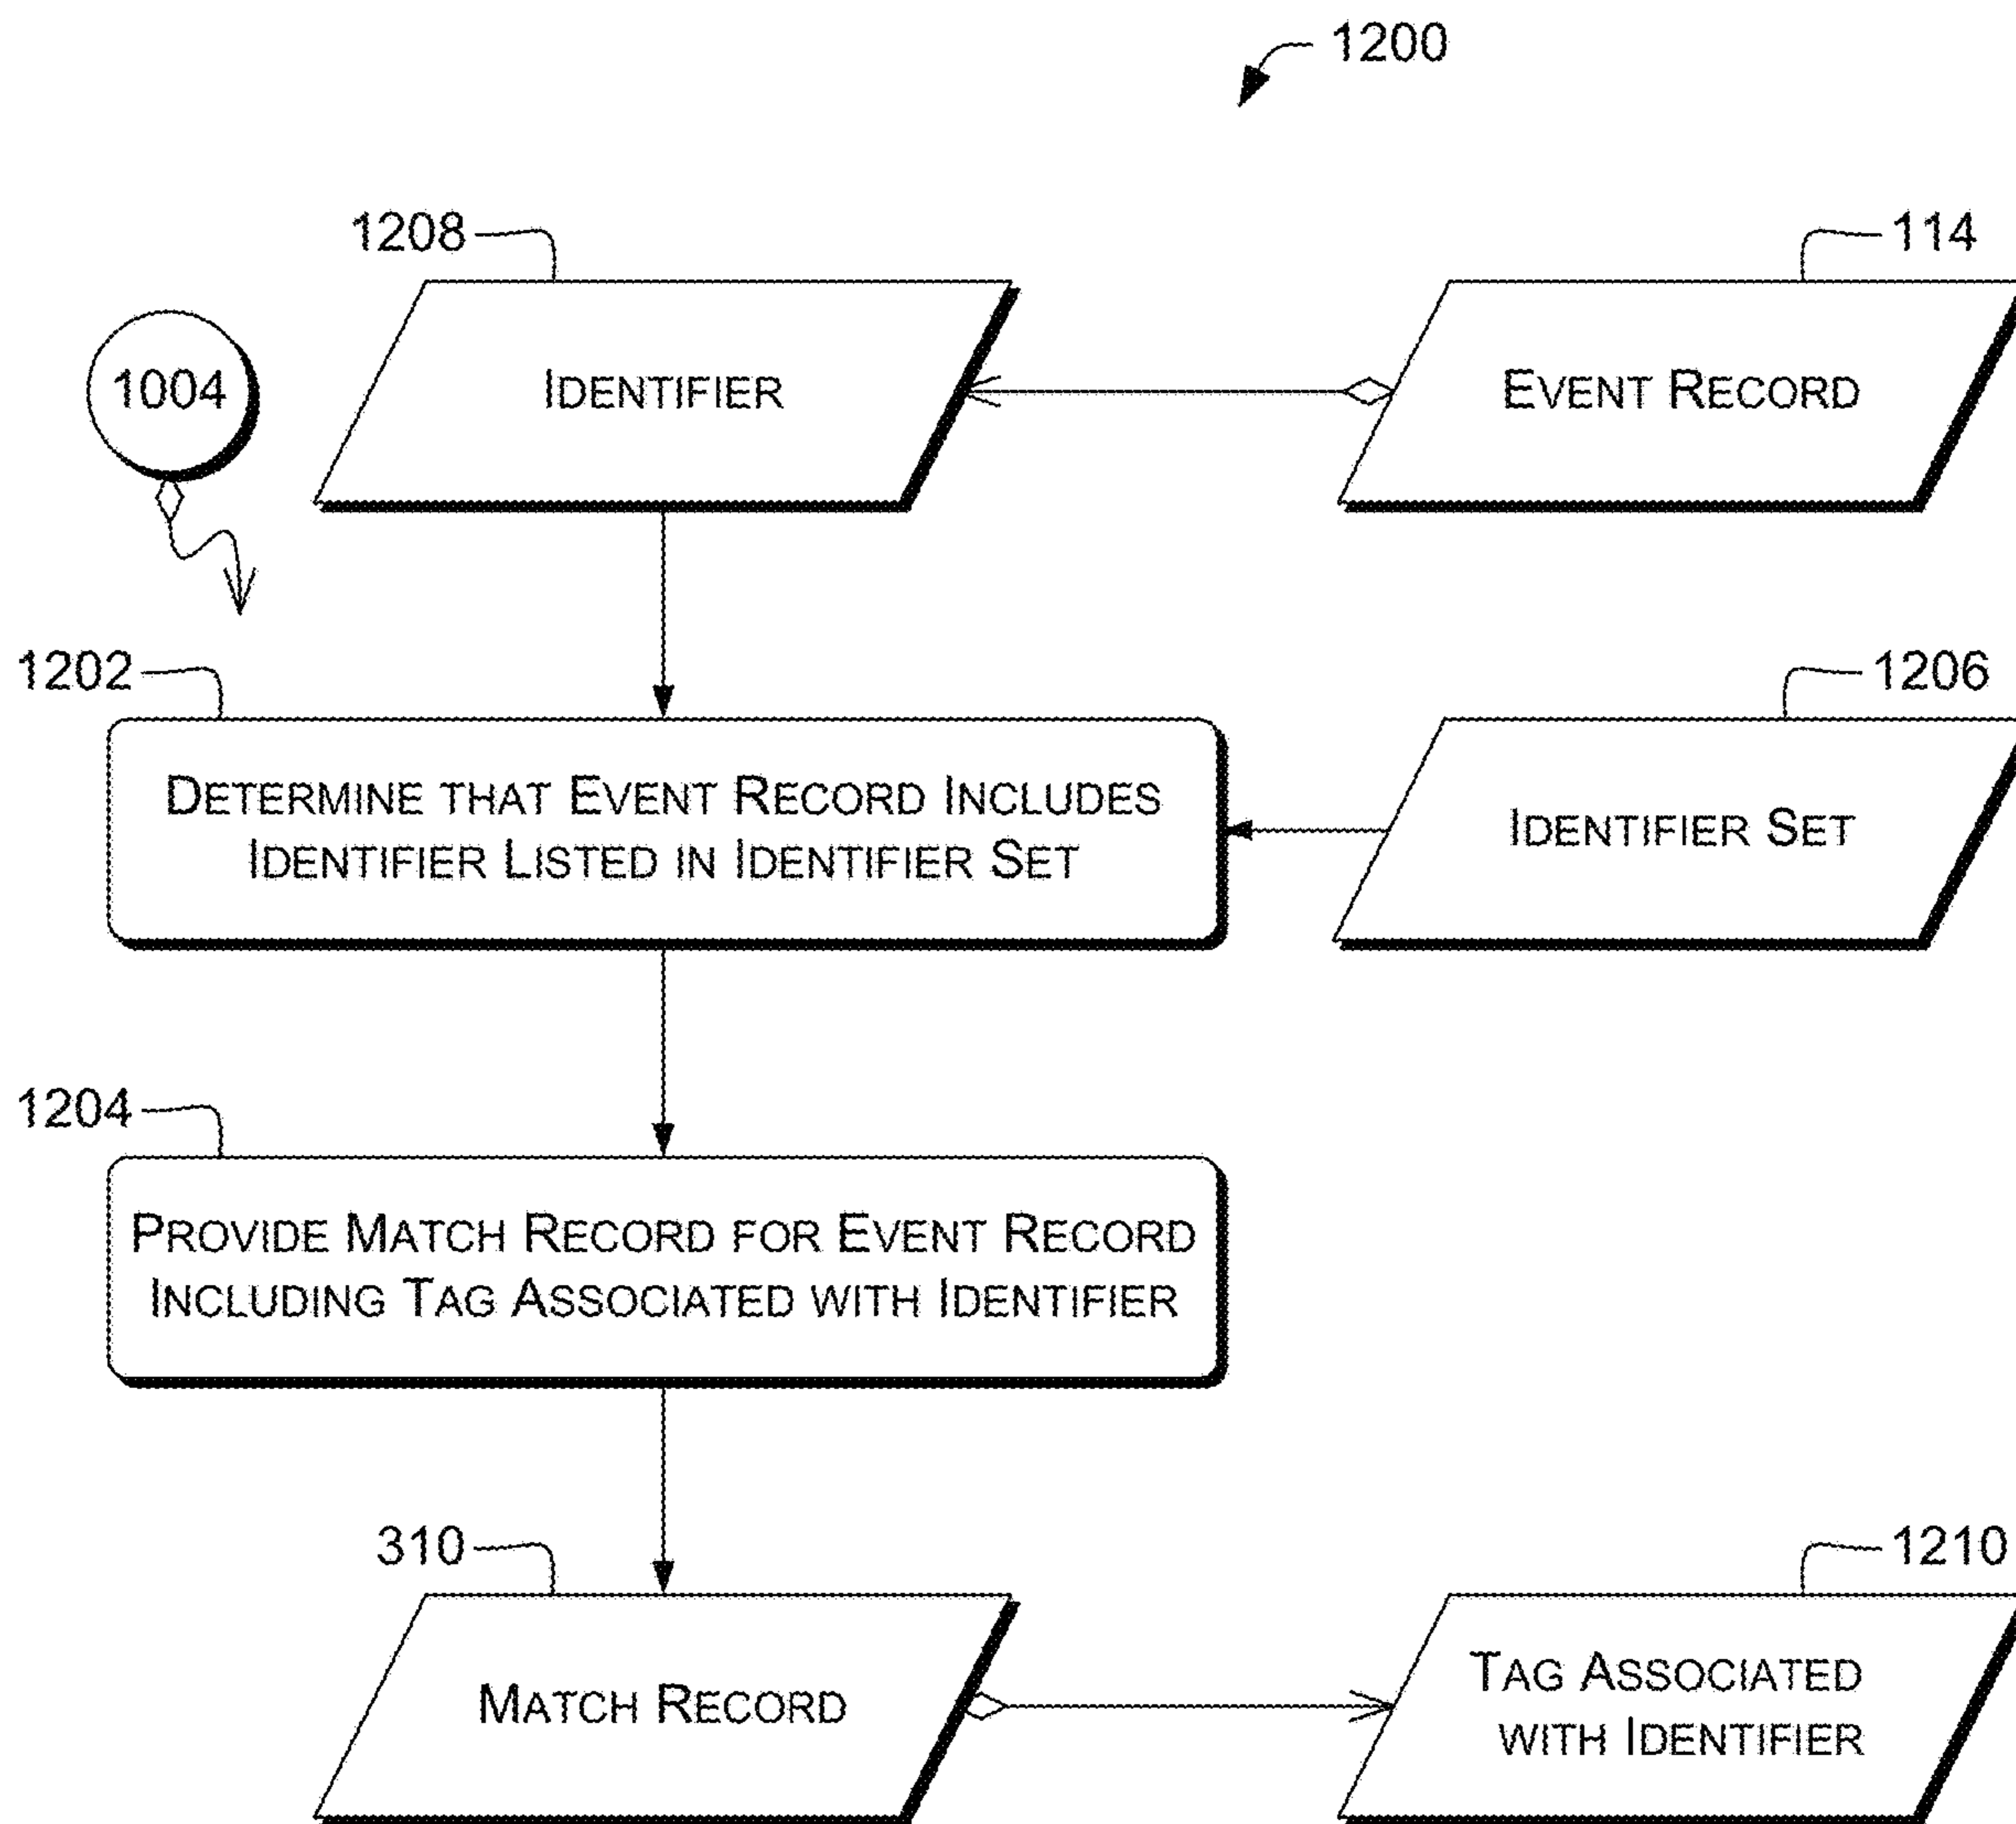 1200
1208
114
1004
IDENTIFIER
EVENT RECORD
1202
1206
DETERMINE THAT EVENT RECORD INCLUDES
IDENTIFIER LISTED IN IDENTIFIER SET
IDENTIFIER SET
1204
PROVIDE MATCH RECORD FOR EVENT RECORD
INCLUDING TAG ASSOCIATED WITH IDENTIFIER
310
1210
MATCH RECORD
TAG ASSOCIATED
WITH IDENTIFIER